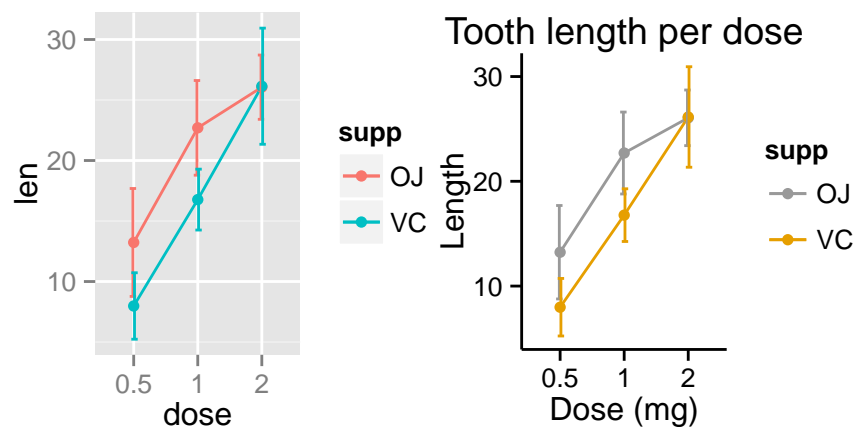 30
20
10
len
0.5 1 2
dose
supp
OJ
VC
Tooth length per dose
30
20
10
Length
0.5 1 2
Dose (mg)
supp
OJ
VC